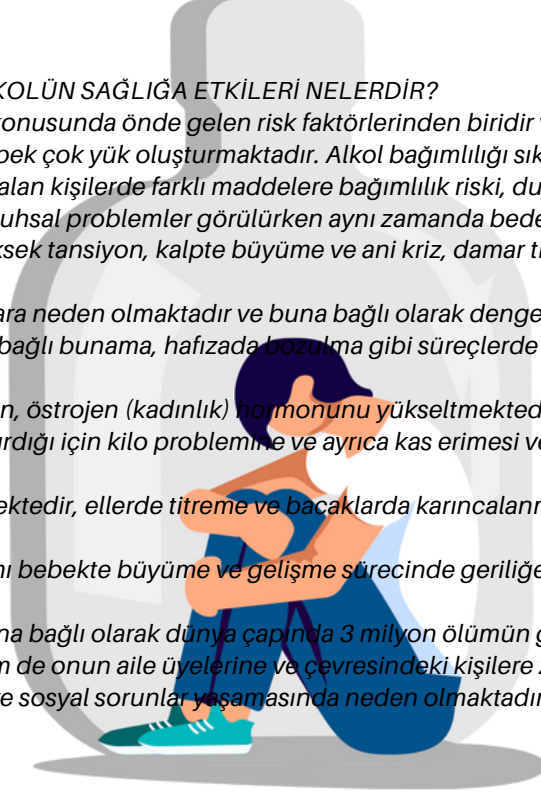 KOLÜN SAĞLIĞA ETKİLERİ NELERDİR?
konusunda önde gelen risk faktörlerinden biridir v
pek çok yük oluşturmaktadır. Alkol bağımlılığı sık
alan kişilerde farklı maddelere bağımlılık riski, du
uhsal problemler görülürken aynı zamanda bede
ksek tansiyon, kalpte büyüme ve ani kriz, damar tı
ara neden olmaktadır ve buna bağlı olarak denge
bağlı bunama, hafızada bozulma gibi süreçlerde
n, östrojen (kadınlık) hormonunu yükseltmekted
ırdığı için kilo problemine ve ayrıca kas erimesi ve
ektedir, ellerde titreme ve bacaklarda karıncalanm
nı bebekte büyüme ve gelişme sürecinde geriliğe
na bağlı olarak dünya çapında 3 milyon ölümün g
m de onun aile üyelerine ve çevresindeki kişilere
e sosyal sorunlar yaşamasında neden olmaktadır